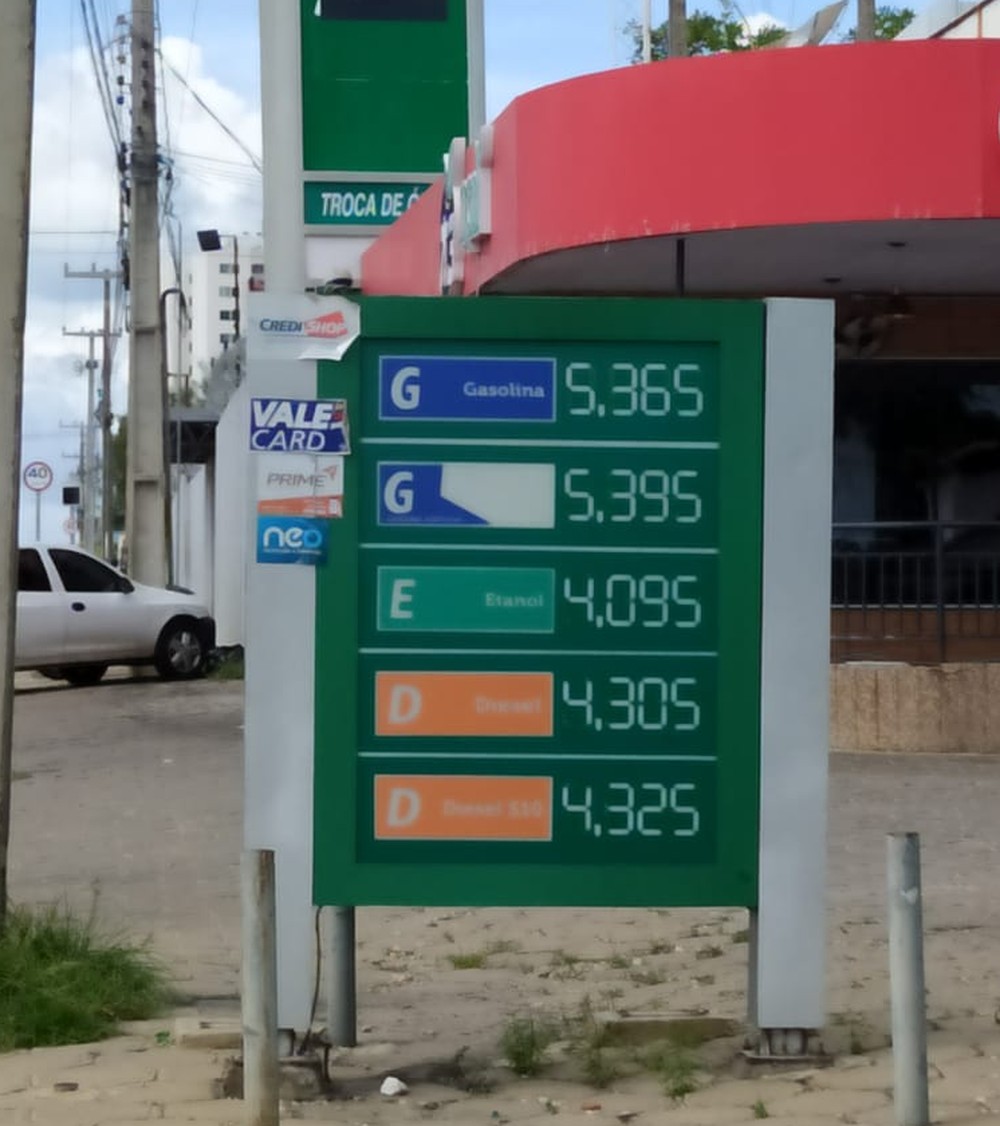 TROCA DE Ó
CREDISHOP
G Gasolina 5,365
VALE
CARD
G 5,395
PRIME
neo
E Etanol 4,095
D Diesel 4,305
D Diesel S10 4,325
40